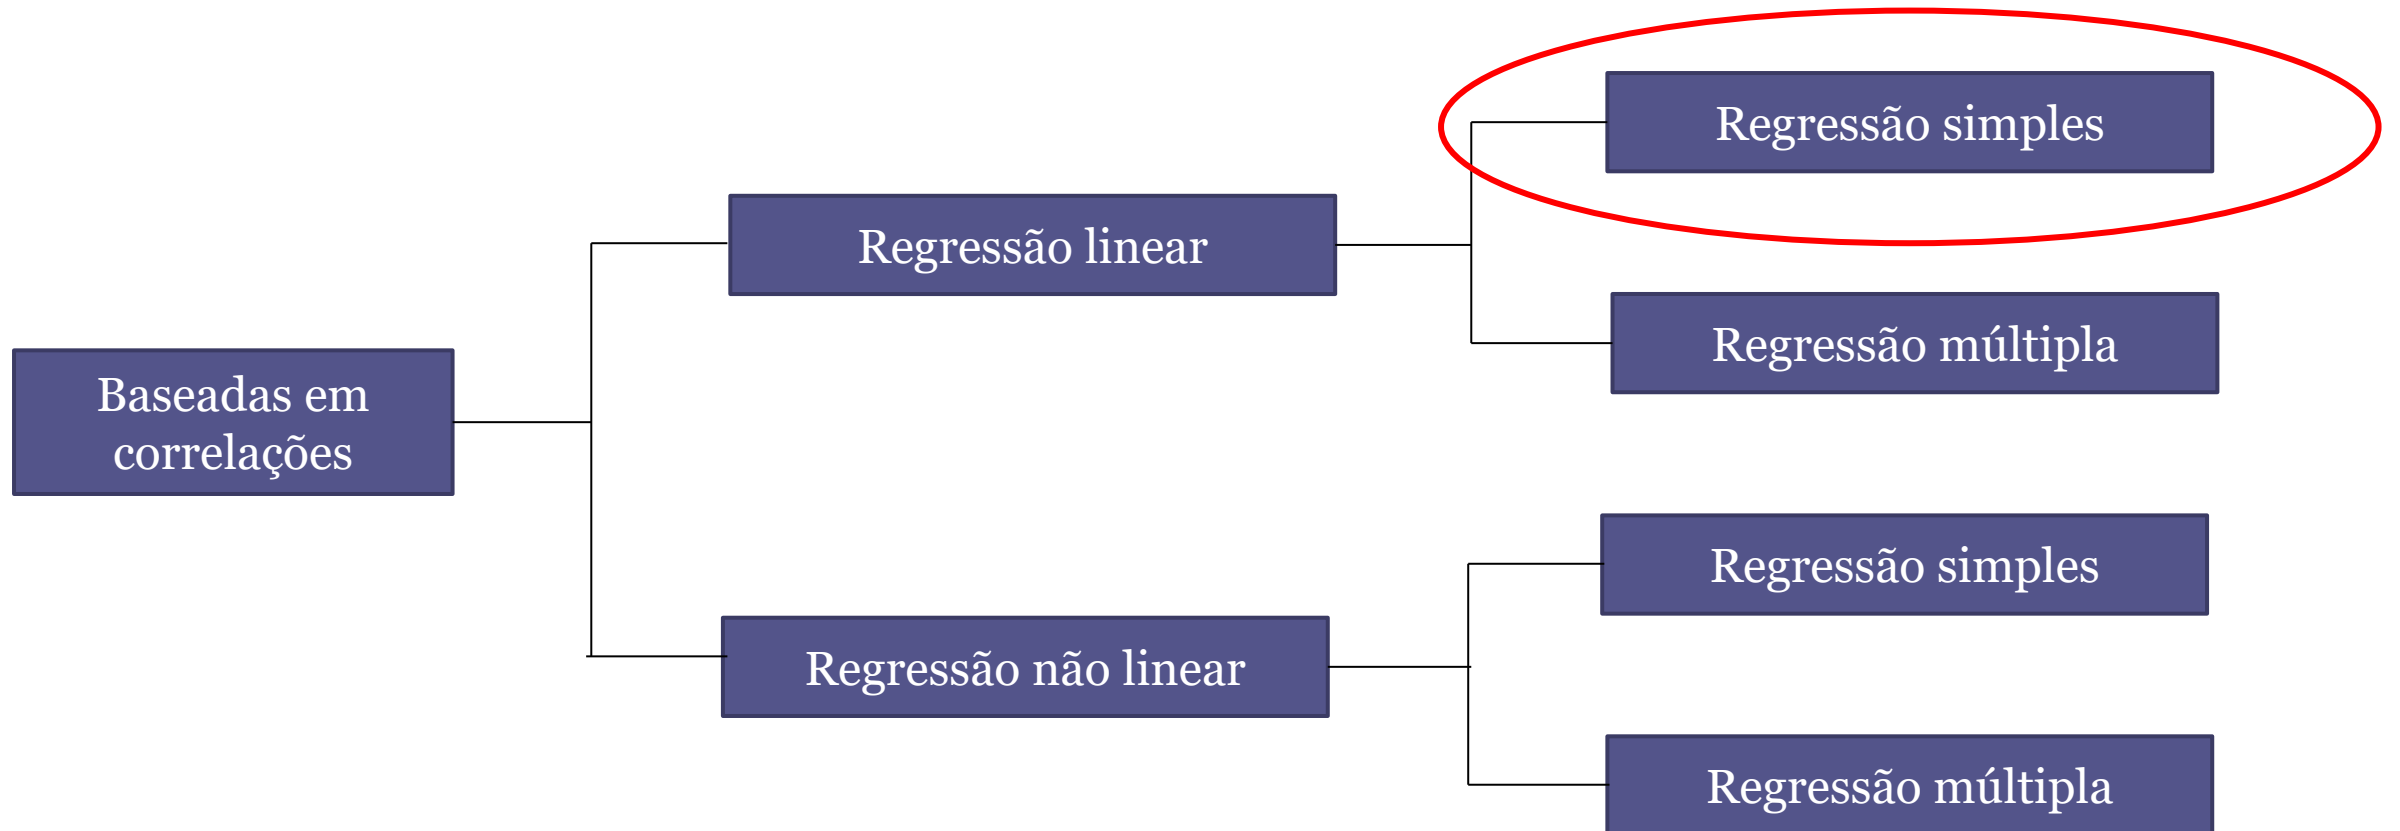 Regressão simples
Regressão linear
Regressão múltipla
Baseadas em
correlações
Regressão simples
Regressão não linear
Regressão múltipla